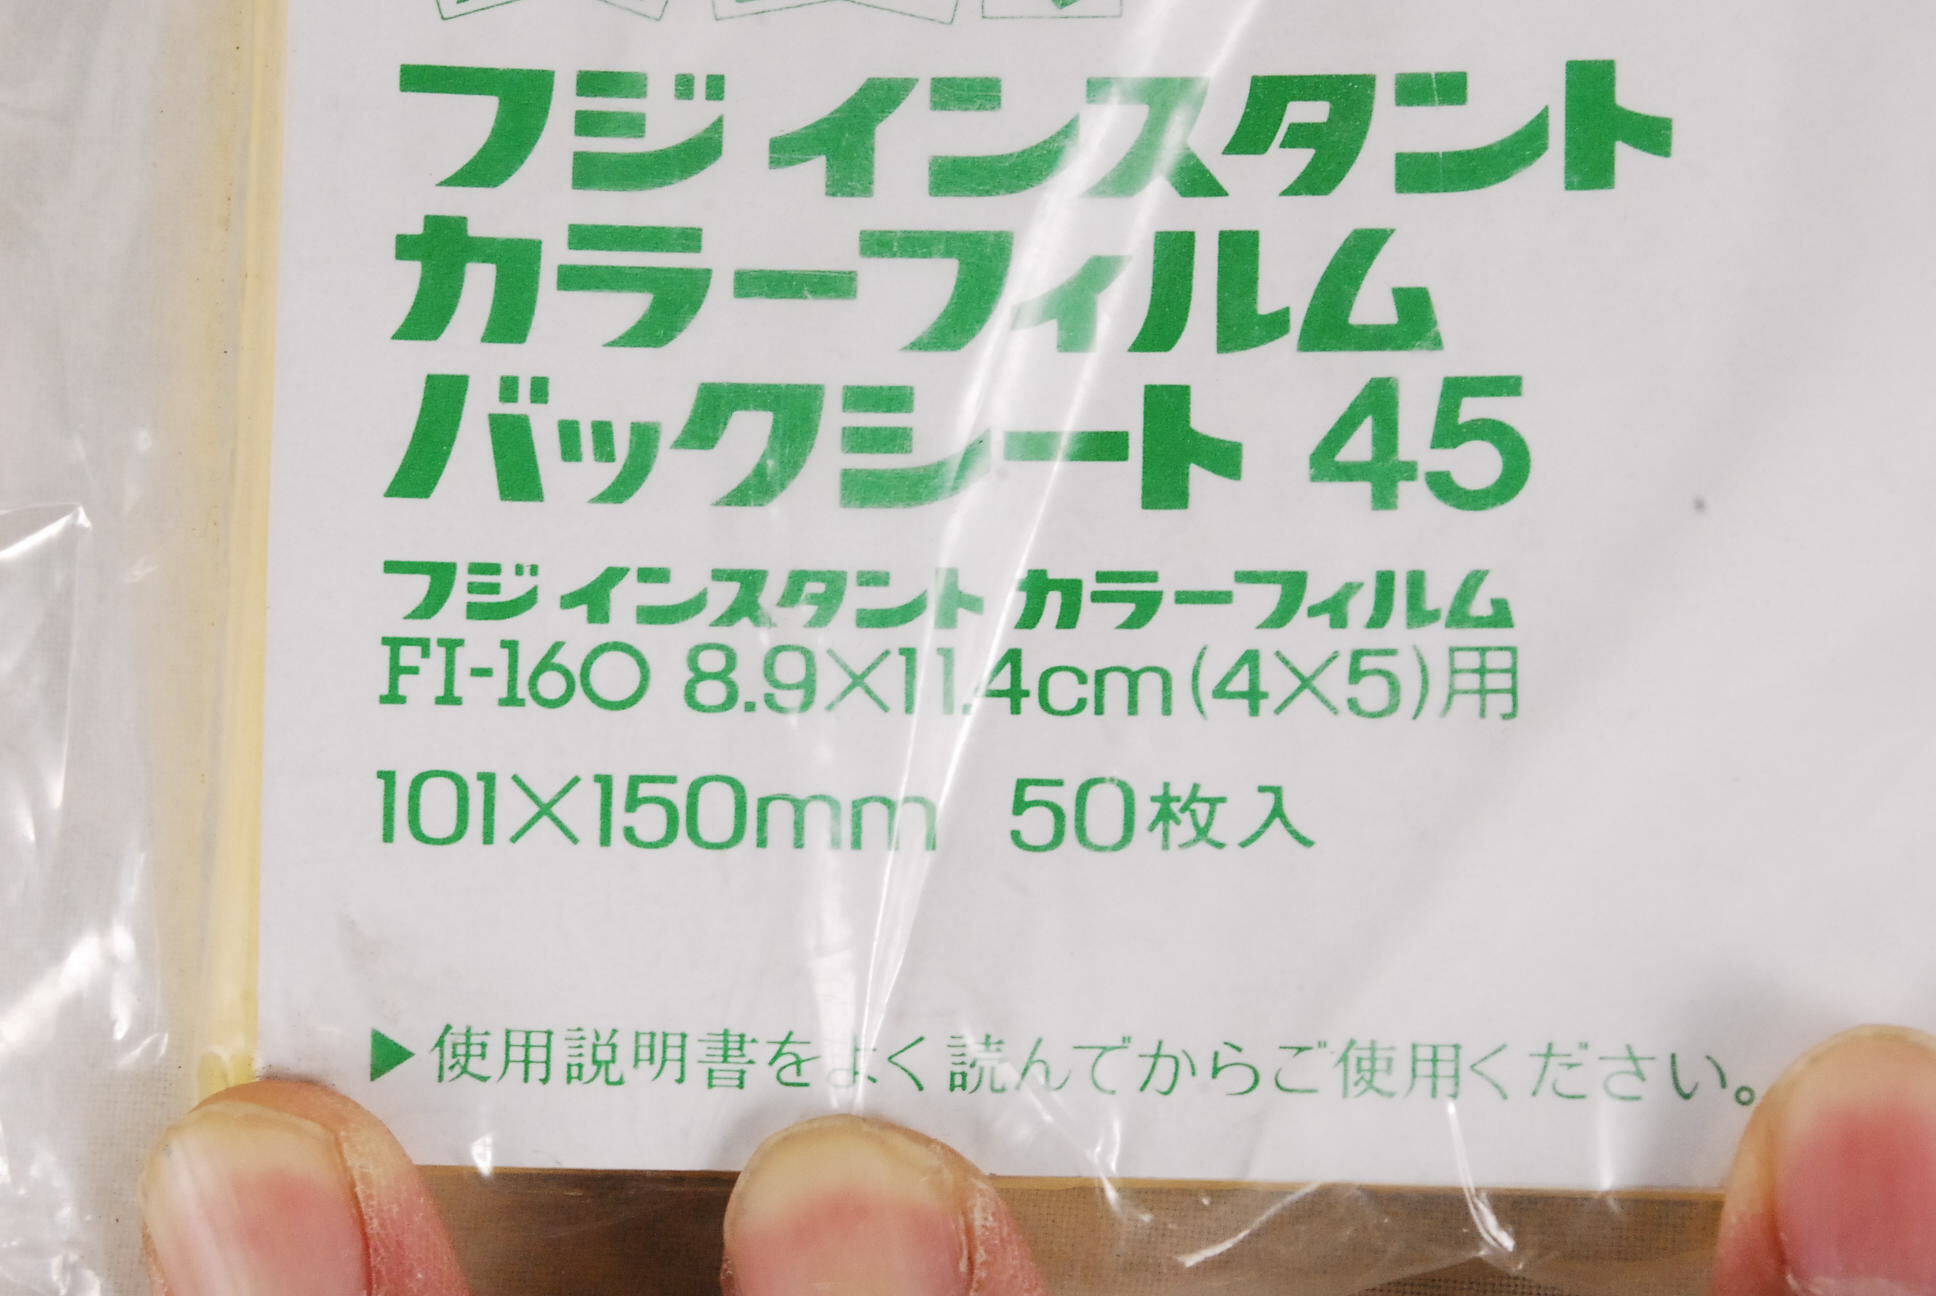 フジ インスタント
カラーフィルム
バックシート 45
フジ インスタント カラーフィルム
FI-160 8.9×11.4cm(4×5)用
101×150mm 50枚入
▶使用説明書をよく読んでからご使用ください。